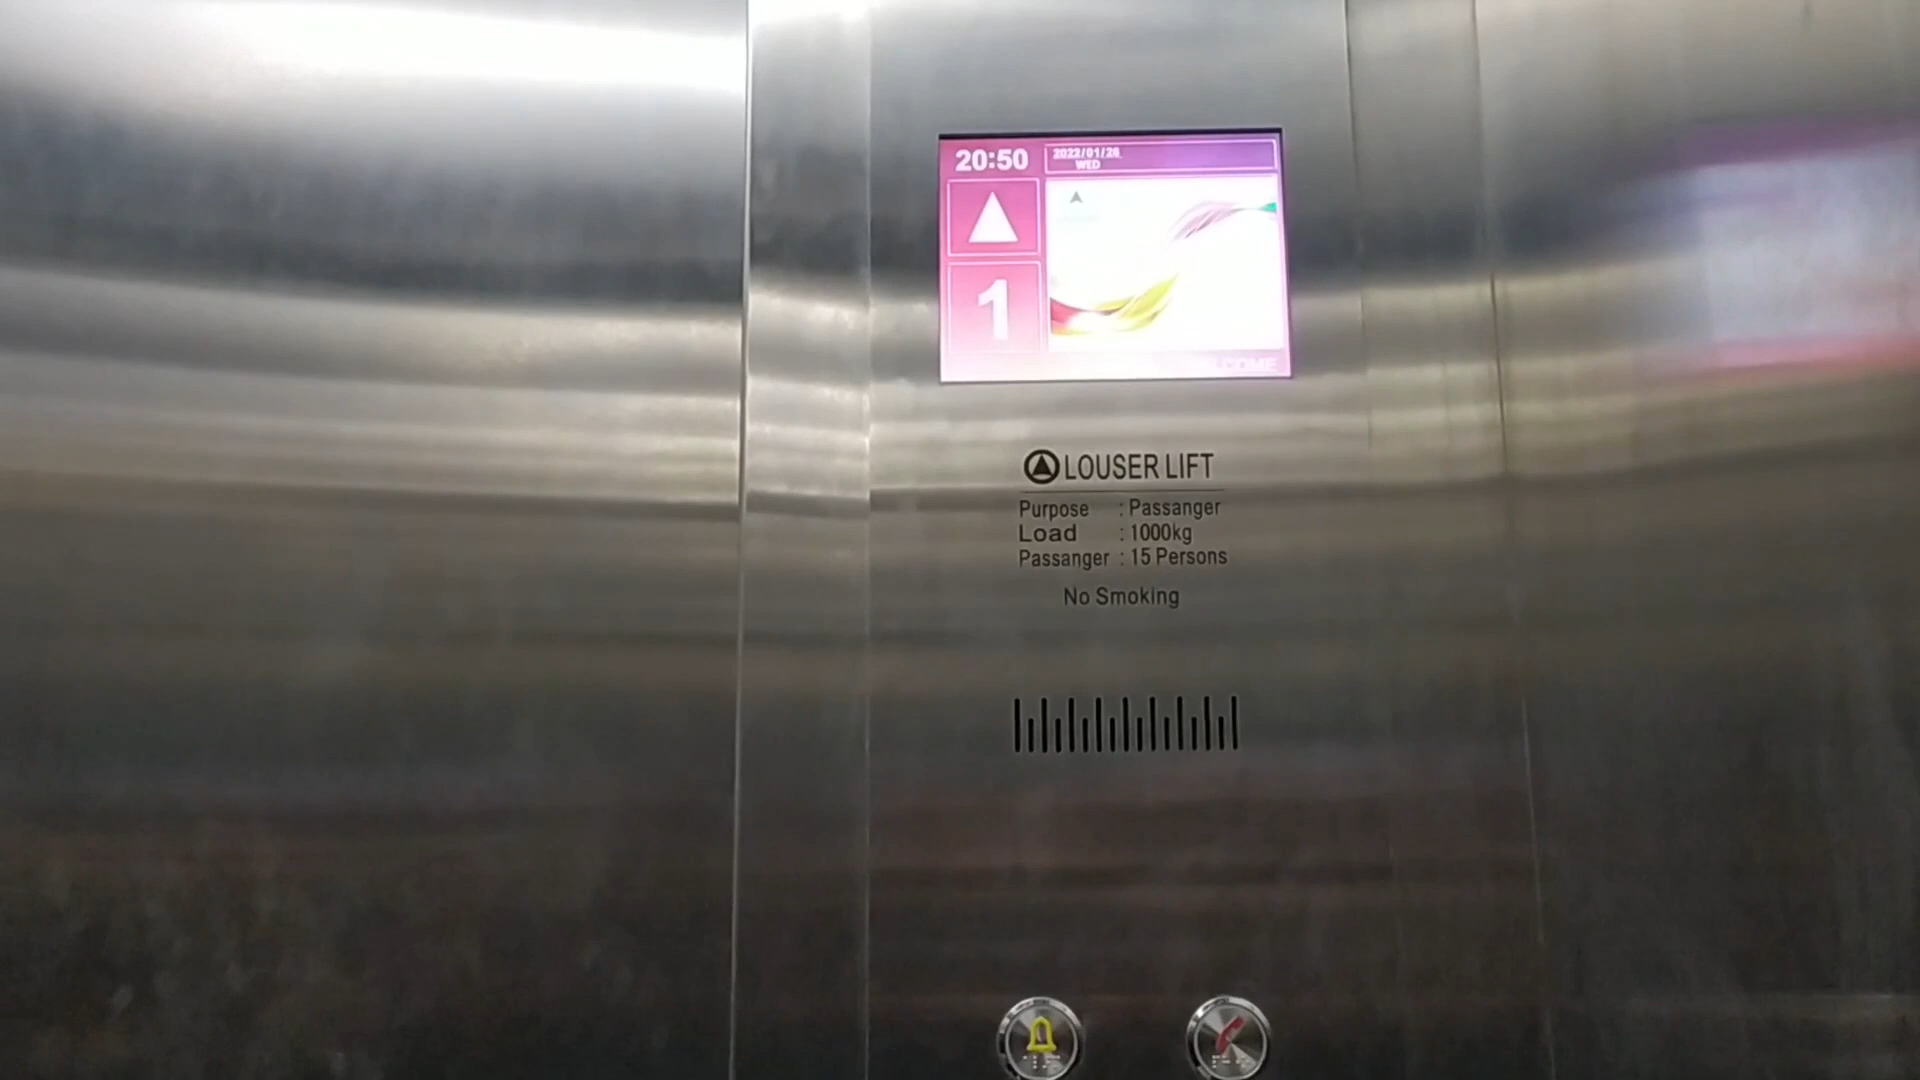 20:50
2022/01/26
WED
1
LOUSER LIFT
Purpose : Passanger
Load : 1000kg
Passanger : 15 Persons
No Smoking